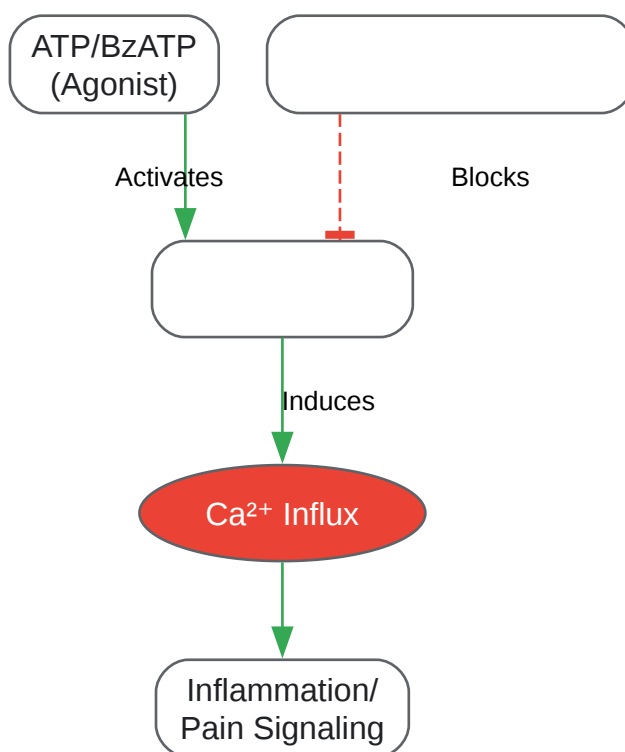 ATP/BzATP
(Agonist)
Activates
Blocks
Induces
Ca²⁺ Influx
Inflammation/
Pain Signaling